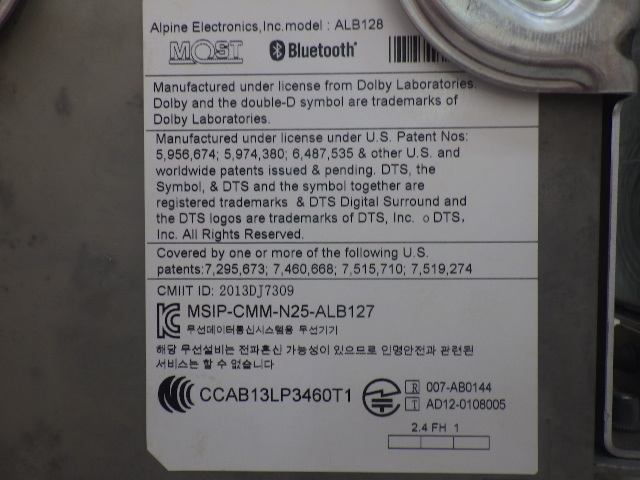 Alpine Electronics,Inc.model : ALB128
MOST Bluetooth®
Manufactured under license from Dolby Laboratories.
Dolby and the double-D symbol are trademarks of
Dolby Laboratories.
Manufactured under license under U.S. Patent Nos:
5,956,674; 5,974,380; 6,487,535 & other U.S. and
worldwide patents issued & pending. DTS, the
Symbol, & DTS and the symbol together are
registered trademarks & DTS Digital Surround and
the DTS logos are trademarks of DTS, Inc. o DTS,
Inc. All Rights Reserved.
Covered by one or more of the following U.S.
patents:7,295,673; 7,460,668; 7,515,710; 7,519,274
CMIIT ID: 2013DJ7309
MSIP-CMM-N25-ALB127
무선데이터통신시스템용 무선기기
해당 무선설비는 전파혼신 가능성이 있으므로 인명안전과 관련된
서비스는 할 수 없습니다
CCAB13LP3460T1
R 007-AB0144
T AD12-0108005
2.4 FH 1